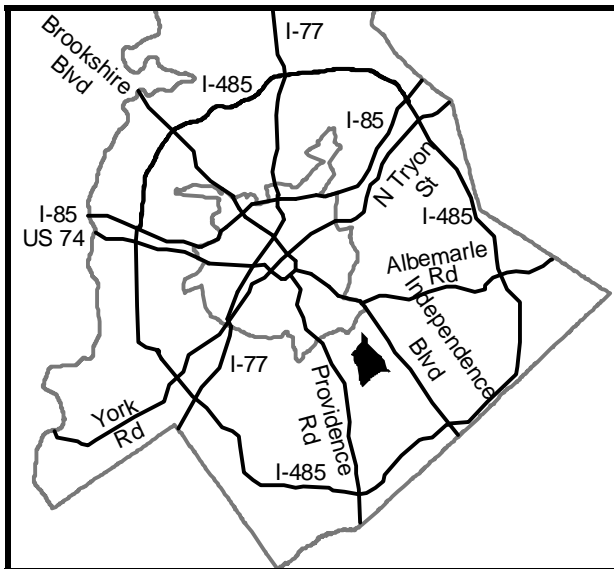 I-77
Brookshire
Blvd
I-485
I-85
N Tryon
St
I-85
US 74
I-485
Albemarle
Rd
Independence
Blvd
I-77
Providence
Rd
York
Rd
I-485